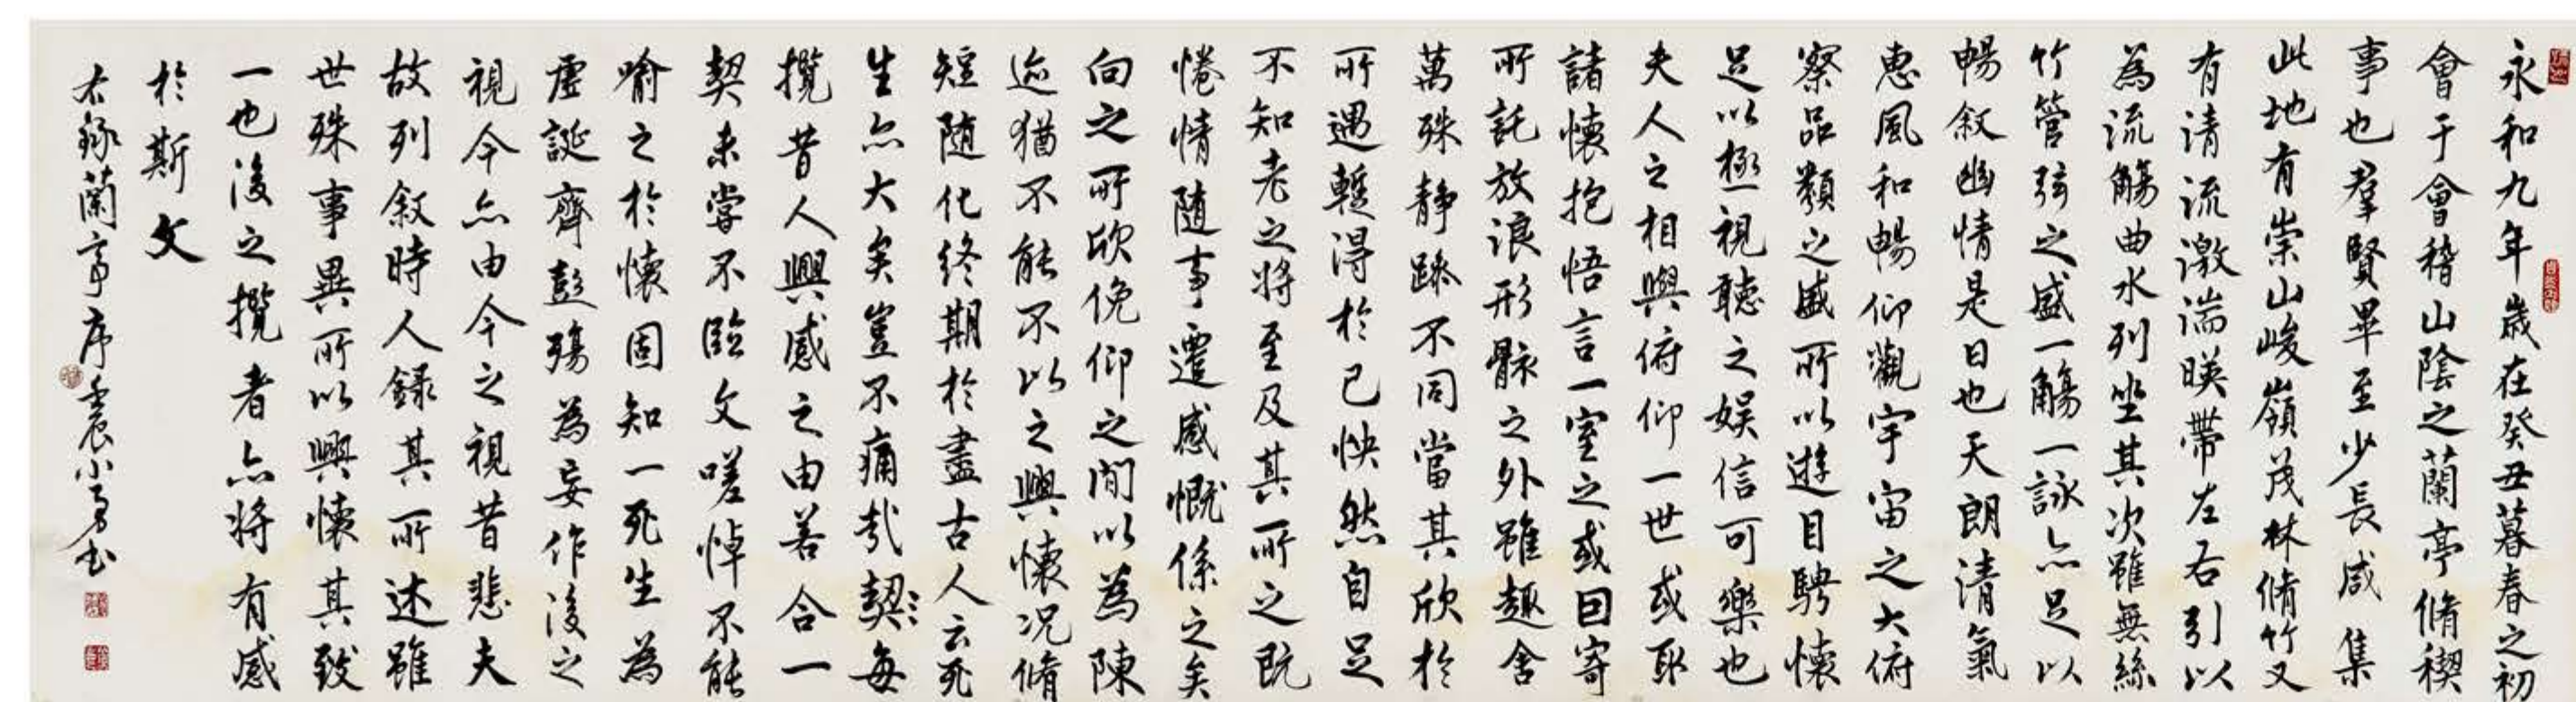 永和九年歲在癸丑暮春之初
會于會稽山陰之蘭亭脩稧
事也羣賢畢至少長咸集
此地有崇山峻嶺茂林脩竹又
有清流激湍暎帶左右引以
為流觴曲水列坐其次雖無絲
竹管弦之盛一觴一詠亦足以
暢叙幽情是日也天朗清氣
惠風和暢仰觀宇宙之大俯
察品類之盛所以遊目騁懷
足以極視聽之娛信可樂也
夫人之相與俯仰一世或取
諸懷抱悟言一室之或因寄
所託放浪形骸之外雖趣舍
萬殊靜躁不同當其欣於
所遇暫得於己怏然自足
不知老之將至及其所之既
惓情隨事遷感慨係之矣
向之所欣俛仰之閒以為陳
迹猶不能不以之興懷况脩
短隨化終期於盡古人云死
生亦大矣豈不痛哉契每
攬昔人興感之由若合一
契未嘗不臨文嗟悼不能
喻之於懷固知一死生為
虛誕齊彭殤為妄作後之
視今亦由今之視昔悲夫
故列叙時人錄其所述雖
世殊事異所以興懷其致
一也後之攬者亦將有感
於斯文
右錄蘭亭序壬辰小勇書